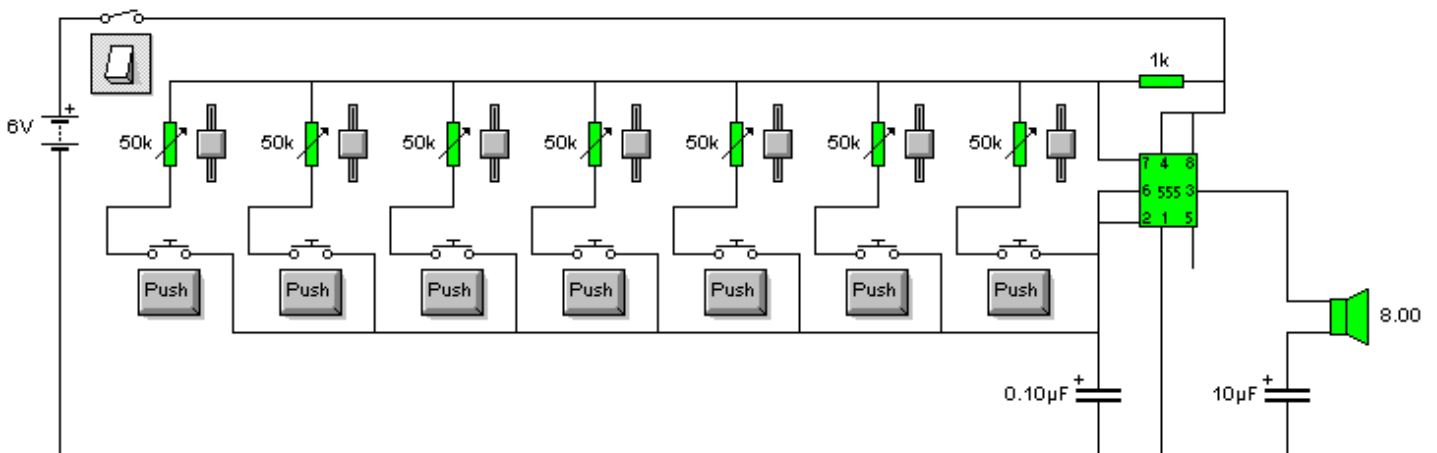 1k
6V
+
50k 50k 50k 50k 50k 50k 50k
7 4 8
6 555 3
2 1 5
Push Push Push Push Push Push Push
8.00
0.10µF + 10µF +